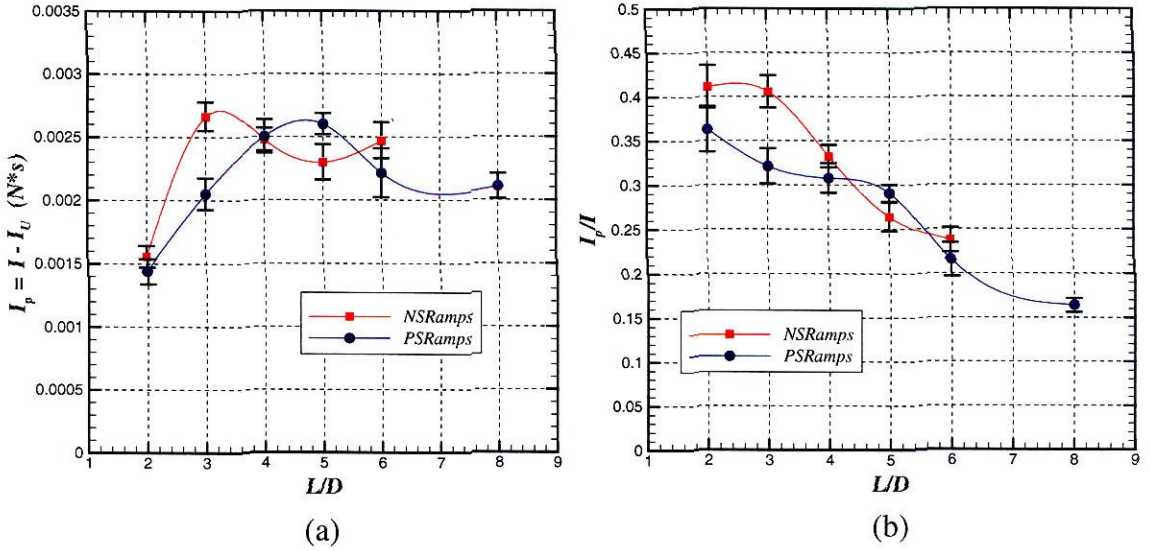 0.0035
0.003
0.0025
0.002
0.0015
0.001
0.0005
0
I_p = I - I_U (N*s)
NSRamps
PSRamps
1 2 3 4 5 6 7 8 9
L/D
(a)
0.5
0.45
0.4
0.35
0.3
0.25
0.2
0.15
0.1
0.05
0
I_p/I
NSRamps
PSRamps
1 2 3 4 5 6 7 8 9
L/D
(b)